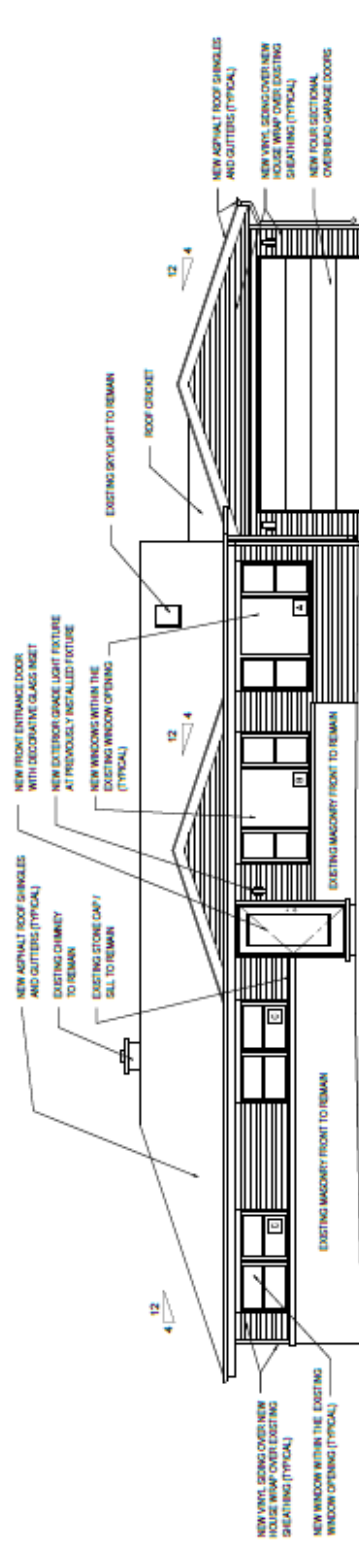 NEW ASPHALT ROOF SHINGLES
AND GUTTERS (TYPICAL)
EXISTING CHIMNEY
TO REMAIN
EXISTING STONE CAP /
SILL TO REMAIN
NEW FRONT ENTRANCE DOOR
WITH DECORATIVE GLASS INSET
NEW EXTERIOR GRADE LIGHT FIXTURE
AT PREVIOUSLY INSTALLED FIXTURE
NEW WINDOWS WITHIN THE
EXISTING WINDOW OPENING
(TYPICAL)
EXISTING SKYLIGHT TO REMAIN
ROOF CRICKET
NEW ASPHALT ROOF SHINGLES
AND GUTTERS (TYPICAL)
NEW VINYL SIDING OVER NEW
HOUSE WRAP OVER EXISTING
SHEATHING (TYPICAL)
NEW FOUR SECTIONAL
OVERHEAD GARAGE DOORS
12
4
12
4
12
4
NEW VINYL SIDING OVER NEW
HOUSE WRAP OVER EXISTING
SHEATHING (TYPICAL)
NEW WINDOW WITHIN THE EXISTING
WINDOW OPENING (TYPICAL)
C
C
B
A
EXISTING MASONRY FRONT TO REMAIN
EXISTING MASONRY FRONT TO REMAIN